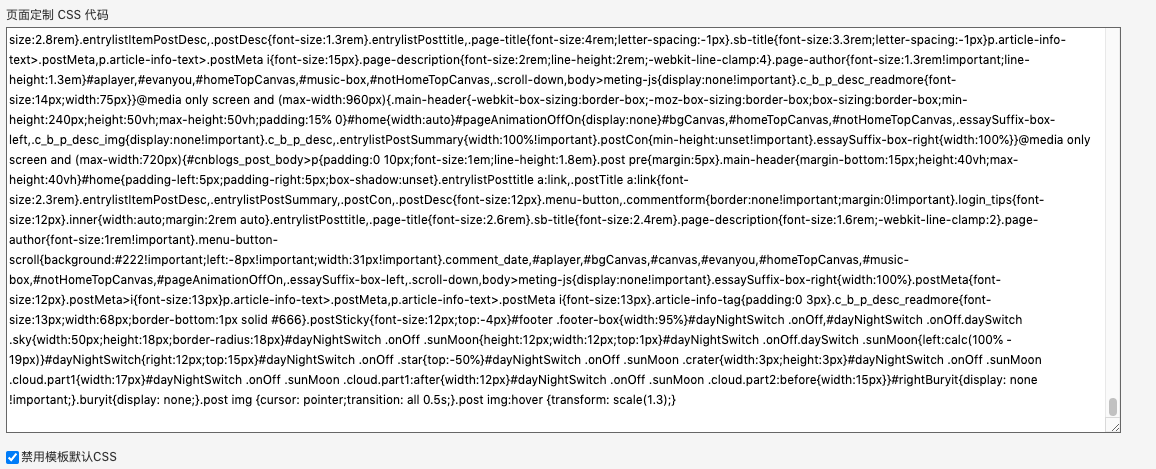 页面定制 CSS 代码
size:2.8rem}.entrylistItemPostDesc,.postDesc{font-size:1.3rem}.entrylistPosttitle,.page-title{font-size:4rem;letter-spacing:-1px}.sb-title{font-size:3.3rem;letter-spacing:-1px}p.article-info-
text>.postMeta,p.article-info-text>.postMeta i{font-size:15px}.page-description{font-size:2rem;line-height:2rem;-webkit-line-clamp:4}.page-author{font-size:1.3rem!important;line-
height:1.3em}#aplayer,#evanyou,#homeTopCanvas,#music-box,#notHomeTopCanvas,.scroll-down,body>meting-js{display:none!important}.c_b_p_desc_readmore{font-
size:14px;width:75px}}@media only screen and (max-width:960px){.main-header{-webkit-box-sizing:border-box;-moz-box-sizing:border-box;box-sizing:border-box;min-
height:240px;height:50vh;max-height:50vh;padding:15% 0}#home{width:auto}#pageAnimationOffOn{display:none}#bgCanvas,#homeTopCanvas,#notHomeTopCanvas,.essaySuffix-box-
left,.c_b_p_desc_img{display:none!important}.c_b_p_desc,.entrylistPostSummary{width:100%!important}.postCon{min-height:unset!important}.essaySuffix-box-right{width:100%}}@media only
screen and (max-width:720px){#cnblogs_post_body>p{padding:0 10px;font-size:1em;line-height:1.8em}.post pre{margin:5px}.main-header{margin-bottom:15px;height:40vh;max-
height:40vh}#home{padding-left:5px;padding-right:5px;box-shadow:unset}.entrylistPosttitle a:link,.postTitle a:link{font-
size:2.3rem}.entrylistItemPostDesc,.entrylistPostSummary,.postCon,.postDesc{font-size:12px}.menu-button,.commentform{border:none!important;margin:0!important}.login_tips{font-
size:12px}.inner{width:auto;margin:2rem auto}.entrylistPosttitle,.page-title{font-size:2.6rem}.sb-title{font-size:2.4rem}.page-description{font-size:1.6rem;-webkit-line-clamp:2}.page-
author{font-size:1rem!important}.menu-button-
scroll{background:#222!important;left:-8px!important;width:31px!important}.comment_date,#aplayer,#bgCanvas,#canvas,#evanyou,#homeTopCanvas,#music-
box,#notHomeTopCanvas,#pageAnimationOffOn,.essaySuffix-box-left,.scroll-down,body>meting-js{display:none!important}.essaySuffix-box-right{width:100%}.postMeta{font-
size:12px}.postMeta>i{font-size:13px}p.article-info-text>.postMeta,p.article-info-text>.postMeta i{font-size:13px}.article-info-tag{padding:0 3px}.c_b_p_desc_readmore{font-
size:13px;width:68px;border-bottom:1px solid #666}.postSticky{font-size:12px;top:-4px}#footer .footer-box{width:95%}#dayNightSwitch .onOff,#dayNightSwitch .onOff.daySwitch
.sky{width:50px;height:18px;border-radius:18px}#dayNightSwitch .onOff .sunMoon{height:12px;width:12px;top:1px}#dayNightSwitch .onOff.daySwitch .sunMoon{left:calc(100% -
19px)}#dayNightSwitch{right:12px;top:15px}#dayNightSwitch .onOff .star{top:-50%}#dayNightSwitch .onOff .sunMoon .crater{width:3px;height:3px}#dayNightSwitch .onOff .sunMoon
.cloud.part1{width:17px}#dayNightSwitch .onOff .sunMoon .cloud.part1:after{width:12px}#dayNightSwitch .onOff .sunMoon .cloud.part2:before{width:15px}}#rightBuryit{display: none
!important;}.buryit{display: none;}.post img {cursor: pointer;transition: all 0.5s;}.post img:hover {transform: scale(1.3);}
禁用模板默认CSS